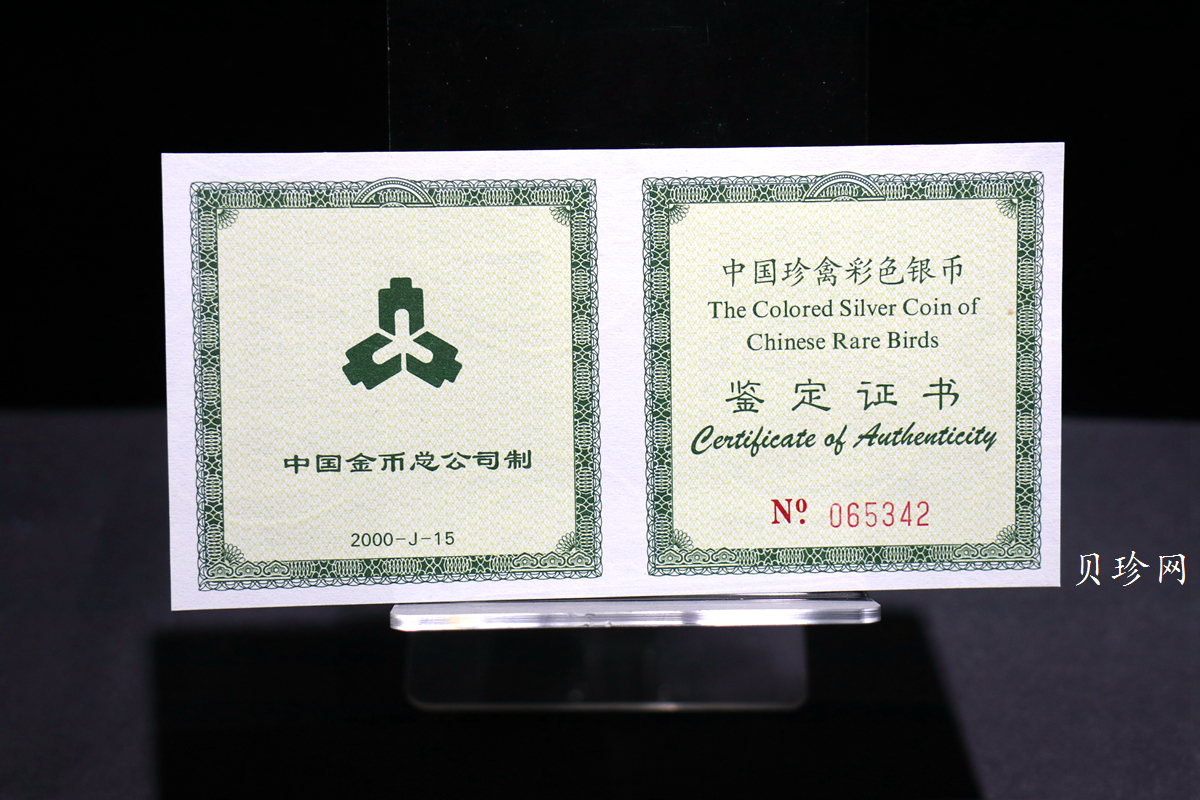 中国金币总公司制
2000-J-15
中国珍禽彩色银币
The Colored Silver Coin of
Chinese Rare Birds
鉴定证书
Certificate of Authenticity
Nº. 065342
贝珍网